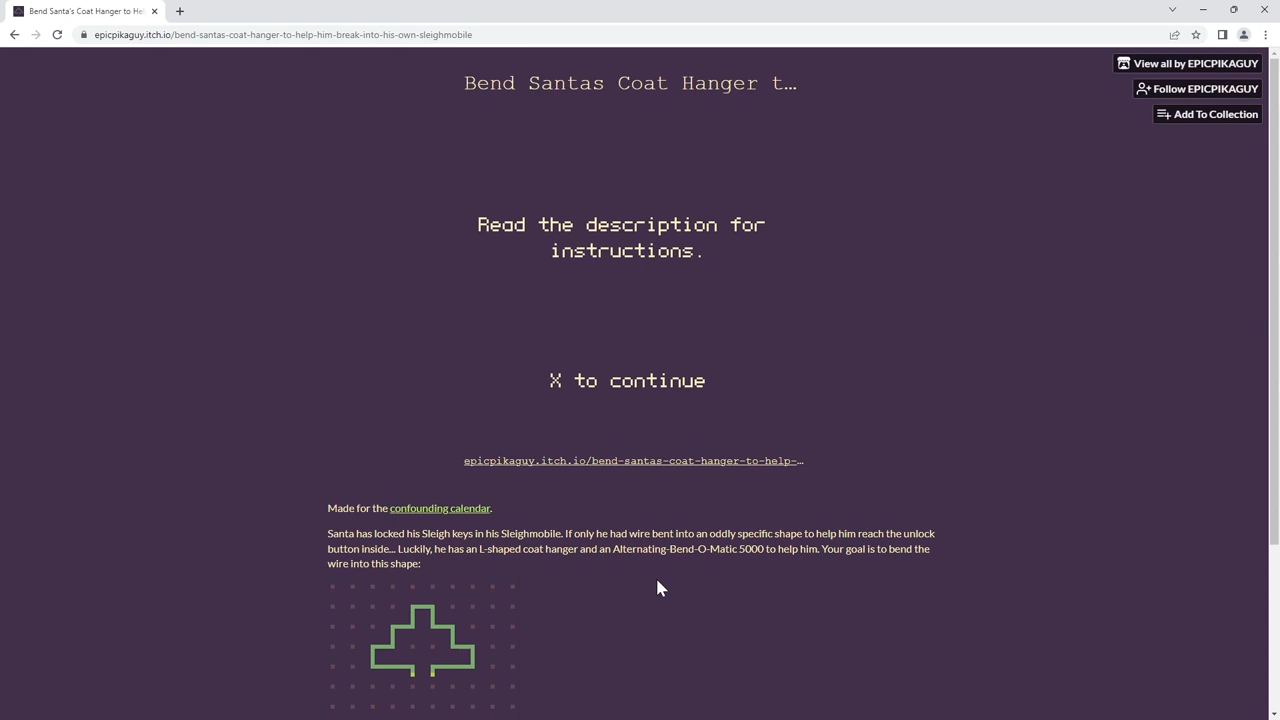 Bend Santa's Coat Hanger to He
epicpikaguy.itch.io/bend-santas-coat-hanger-to-help-him-break-into-his-own-sleighmobile
View all by EPICPIKAGUY
Bend Santas Coat Hanger t…
Follow EPICPIKAGUY
Add To Collection
Read the description for
instructions.
X to continue
epicpikaguy.itch.io/bend-santas-coat-hanger-to-help-…
Made for the confounding calendar.
Santa has locked his Sleigh keys in his Sleighmobile. If only he had wire bent into an oddly specific shape to help him reach the unlock
button inside... Luckily, he has an L-shaped coat hanger and an Alternating-Bend-O-Matic 5000 to help him. Your goal is to bend the
wire into this shape: